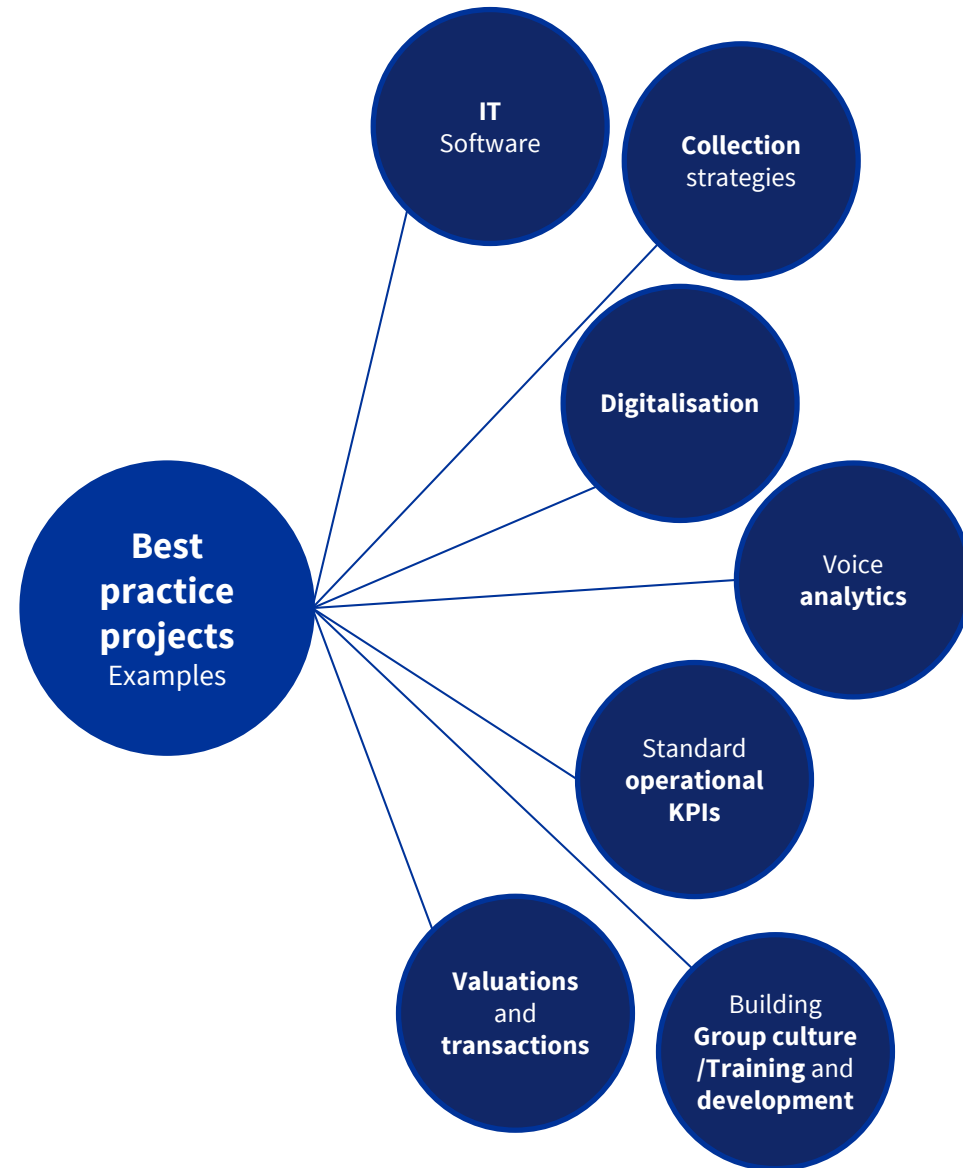 IT
Software
Collection
strategies
Digitalisation
Best
practice
projects
Examples
Voice
analytics
Standard
operational
KPIs
Valuations
and
transactions
Building
Group culture
/Training and
development